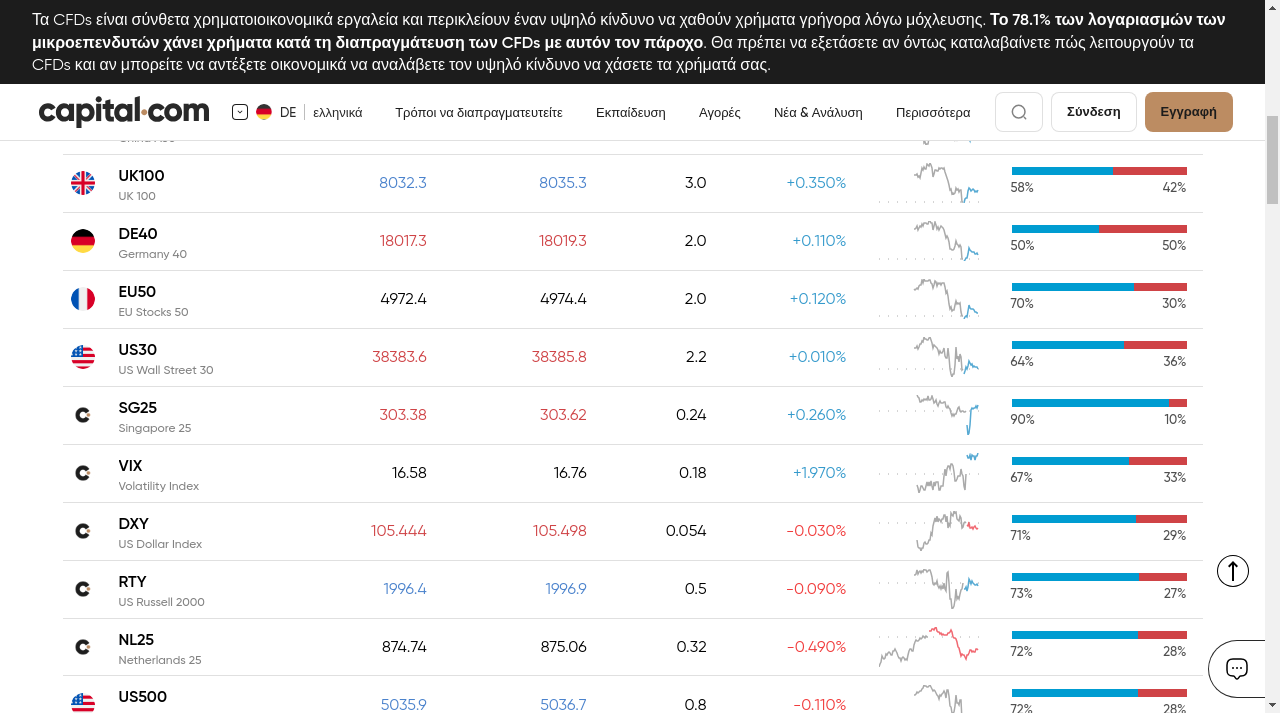 Τα CFDs είναι σύνθετα χρηματοοικονομικά εργαλεία και περικλείουν έναν υψηλό κίνδυνο να χαθούν χρήματα γρήγορα λόγω μόχλευσης. Το 78.1% των λογαριασμών των
μικροεπενδυτών χάνει χρήματα κατά τη διαπραγμάτευση των CFDs με αυτόν τον πάροχο. Θα πρέπει να εξετάσετε αν όντως καταλαβαίνετε πώς λειτουργούν τα
CFDs και αν μπορείτε να αντέξετε οικονομικά να αναλάβετε τον υψηλό κίνδυνο να χάσετε τα χρήματά σας.
capital.com DE ελληνικά Τρόποι να διαπραγματευτείτε Εκπαίδευση Αγορές Νέα & Ανάλυση Περισσότερα Σύνδεση Εγγραφή
UK100 8032.3 8035.3 3.0 +0.350%
UK 100 58% 42%
DE40 18017.3 18019.3 2.0 +0.110%
Germany 40 50% 50%
EU50 4972.4 4974.4 2.0 +0.120%
EU Stocks 50 70% 30%
US30 38383.6 38385.8 2.2 +0.010%
US Wall Street 30 64% 36%
SG25 303.38 303.62 0.24 +0.260%
Singapore 25 90% 10%
VIX 16.58 16.76 0.18 +1.970%
Volatility Index 67% 33%
DXY 105.444 105.498 0.054 -0.030%
US Dollar Index 71% 29%
RTY 1996.4 1996.9 0.5 -0.090%
US Russell 2000 73% 27%
NL25 874.74 875.06 0.32 -0.490%
Netherlands 25 72% 28%
US500 5035.9 5036.7 0.8 -0.110%
72% 28%